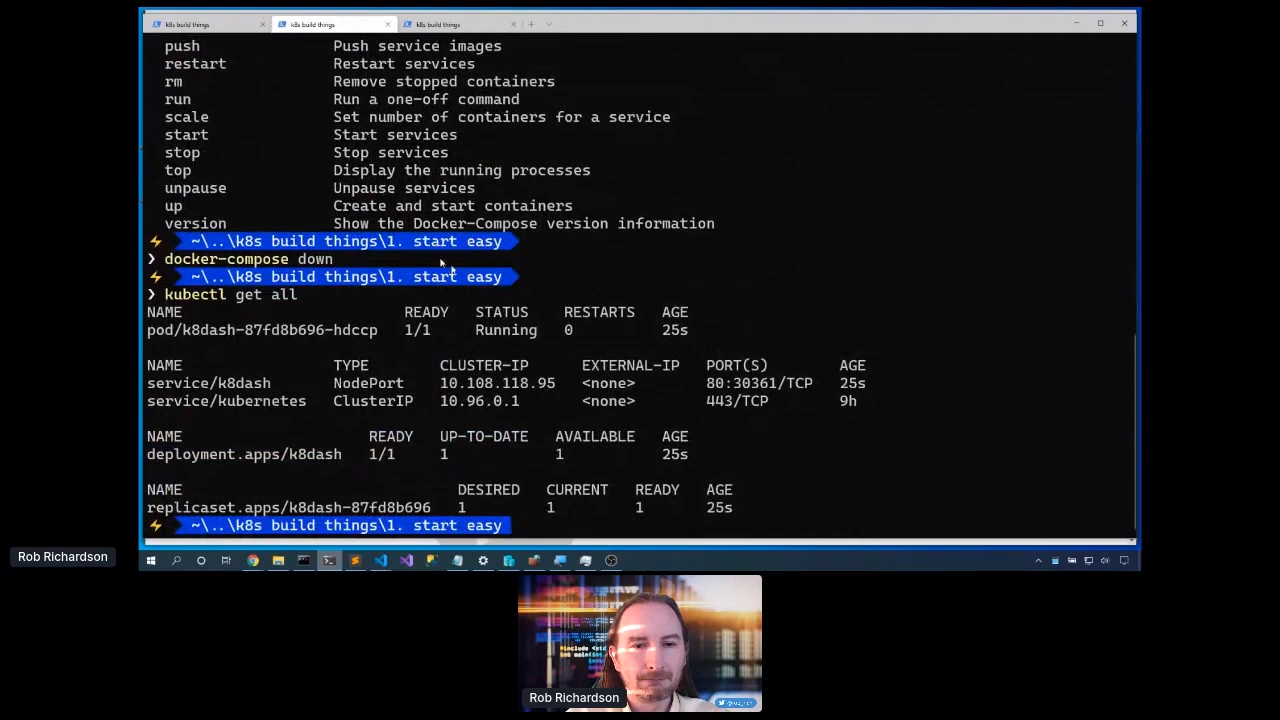 k8s build things
k8s build things
k8s build things
push Push service images
restart Restart services
rm Remove stopped containers
run Run a one-off command
scale Set number of containers for a service
start Start services
stop Stop services
top Display the running processes
unpause Unpause services
up Create and start containers
version Show the Docker-Compose version information
~\..\k8s build things\1. start easy
❯ docker-compose down
~\..\k8s build things\1. start easy
❯ kubectl get all
NAME READY STATUS RESTARTS AGE
pod/k8dash-87fd8b696-hdccp 1/1 Running 0 25s
NAME TYPE CLUSTER-IP EXTERNAL-IP PORT(S) AGE
service/k8dash NodePort 10.108.118.95 <none> 80:30361/TCP 25s
service/kubernetes ClusterIP 10.96.0.1 <none> 443/TCP 9h
NAME READY UP-TO-DATE AVAILABLE AGE
deployment.apps/k8dash 1/1 1 1 25s
NAME DESIRED CURRENT READY AGE
replicaset.apps/k8dash-87fd8b696 1 1 1 25s
~\..\k8s build things\1. start easy
Rob Richardson
Rob Richardson